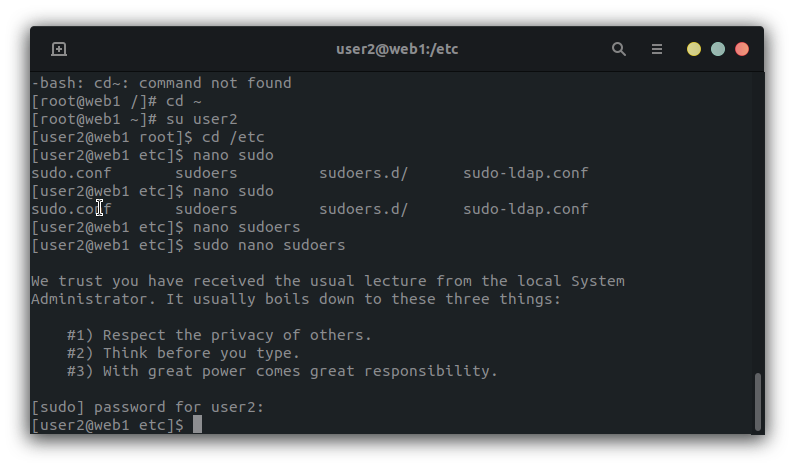 user2@web1:/etc
-bash: cd~: command not found
[root@web1 /]# cd ~
[root@web1 ~]# su user2
[user2@web1 root]$ cd /etc
[user2@web1 etc]$ nano sudo
sudo.conf       sudoers         sudoers.d/      sudo-ldap.conf
[user2@web1 etc]$ nano sudo
sudo.conf       sudoers         sudoers.d/      sudo-ldap.conf
[user2@web1 etc]$ nano sudoers
[user2@web1 etc]$ sudo nano sudoers
We trust you have received the usual lecture from the local System
Administrator. It usually boils down to these three things:
#1) Respect the privacy of others.
#2) Think before you type.
#3) With great power comes great responsibility.
[sudo] password for user2:
[user2@web1 etc]$